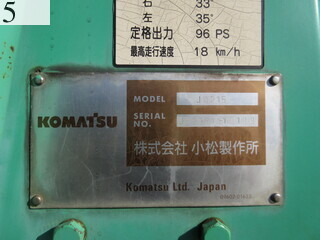 5
右 33°
左 35°
定格出力 96 PS
最高走行速度 18 km/h
MODEL
KOMATSU
SERIAL NO.
株式会社 小松製作所
Komatsu Ltd. Japan